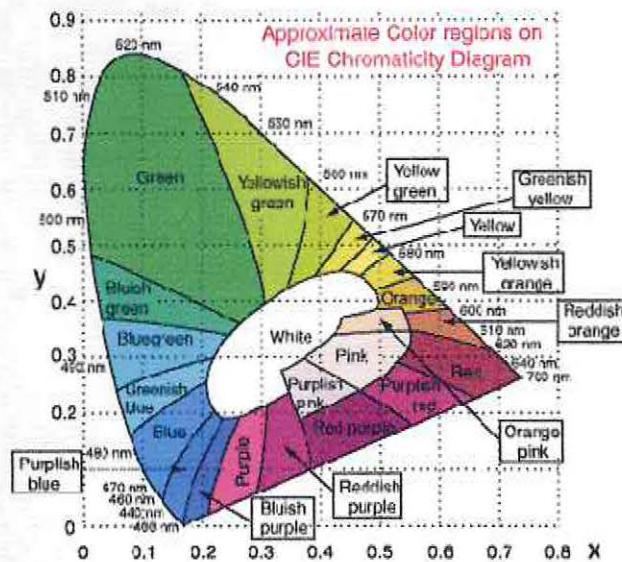 Approximate Color regions on
CIE Chromaticity Diagram
0.9
0.8
0.7
0.6
0.5
0.4
0.3
0.2
0.1
0
y
0
0.1
0.2
0.3
0.4
0.5
0.6
0.7
0.8
x
520 nm
510 nm
540 nm
500 nm
570 nm
580 nm
600 nm
640 nm
700 nm
480 nm
470 nm
460 nm
440 nm
Green
Yellowish
green
Yellow
green
Greenish
yellow
Yellow
Yellowish
orange
Orange
Reddish
orange
Bluish
green
Bluegreen
Greenish
blue
Blue
Purplish
blue
Bluish
purple
Purple
Reddish
purple
Red purple
Purplish
pink
Purplish
red
Pink
Red
Orange
pink
White